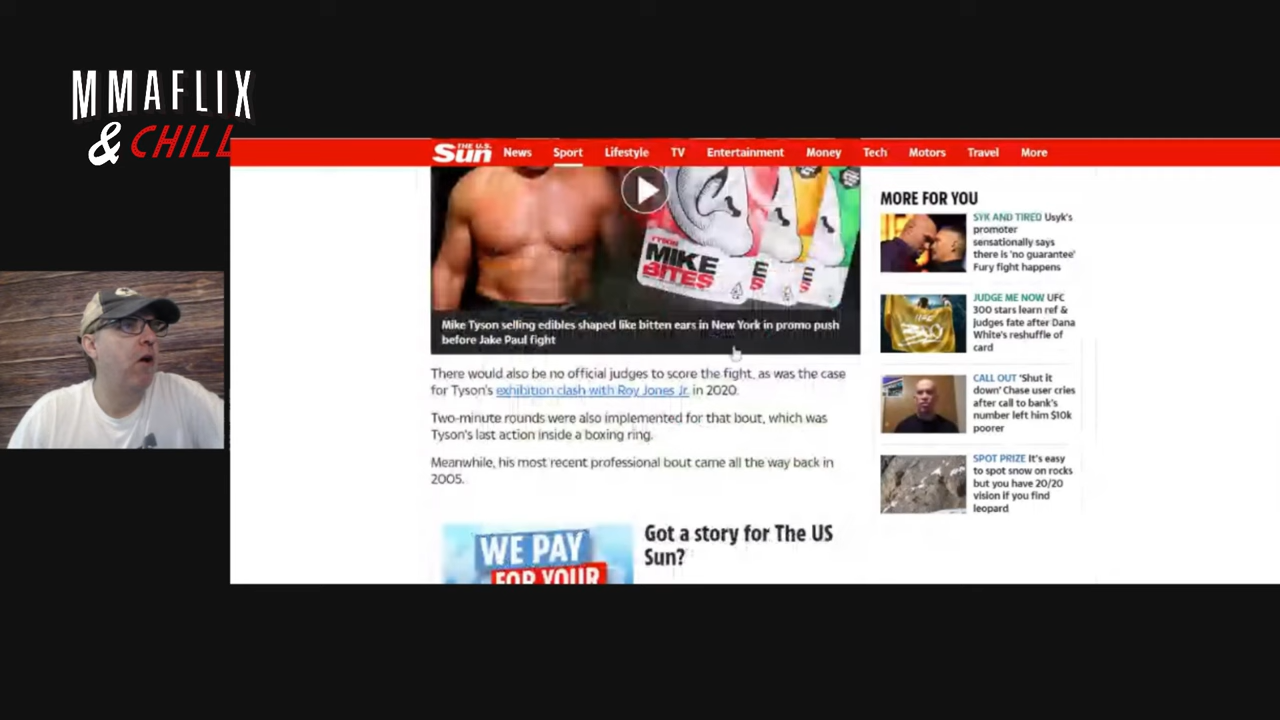 MMAFLIX
& CHILL
THE U.S. Sun News Sport Lifestyle TV Entertainment Money Tech Motors Travel More
TYSON
MIKE
BITES
Mike Tyson selling edibles shaped like bitten ears in New York in promo push
before Jake Paul fight
There would also be no official judges to score the fight, as was the case
for Tyson's exhibition clash with Roy Jones Jr. in 2020.
Two-minute rounds were also implemented for that bout, which was
Tyson's last action inside a boxing ring.
Meanwhile, his most recent professional bout came all the way back in
2005.
WE PAY
FOR YOUR
Got a story for The US
Sun?
MORE FOR YOU
SYK AND TIRED Usyk's
promoter
sensationally says
there is 'no guarantee'
Fury fight happens
JUDGE ME NOW UFC
300 stars learn ref &
judges fate after Dana
White's reshuffle of
card
CALL OUT 'Shut it
down' Chase user cries
after call to bank's
number left him $10k
poorer
SPOT PRIZE It's easy
to spot snow on rocks
but you have 20/20
vision if you find
leopard